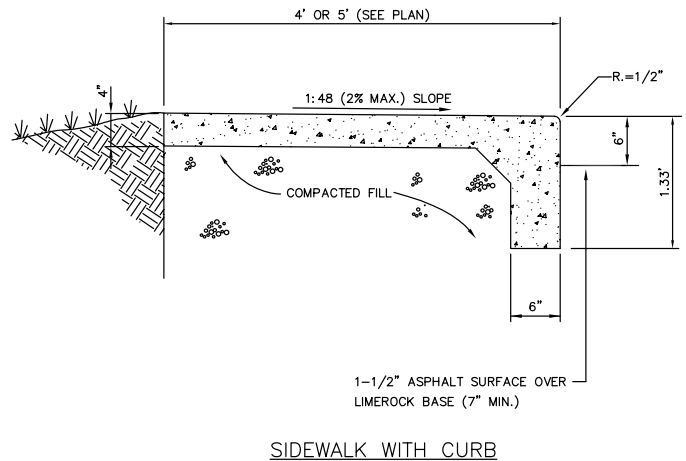 4' OR 5' (SEE PLAN)
R.=1/2"
4"
1:48 (2% MAX.) SLOPE
6"
1.33'
COMPACTED FILL
6"
1-1/2" ASPHALT SURFACE OVER
LIMEROCK BASE (7" MIN.)
SIDEWALK WITH CURB